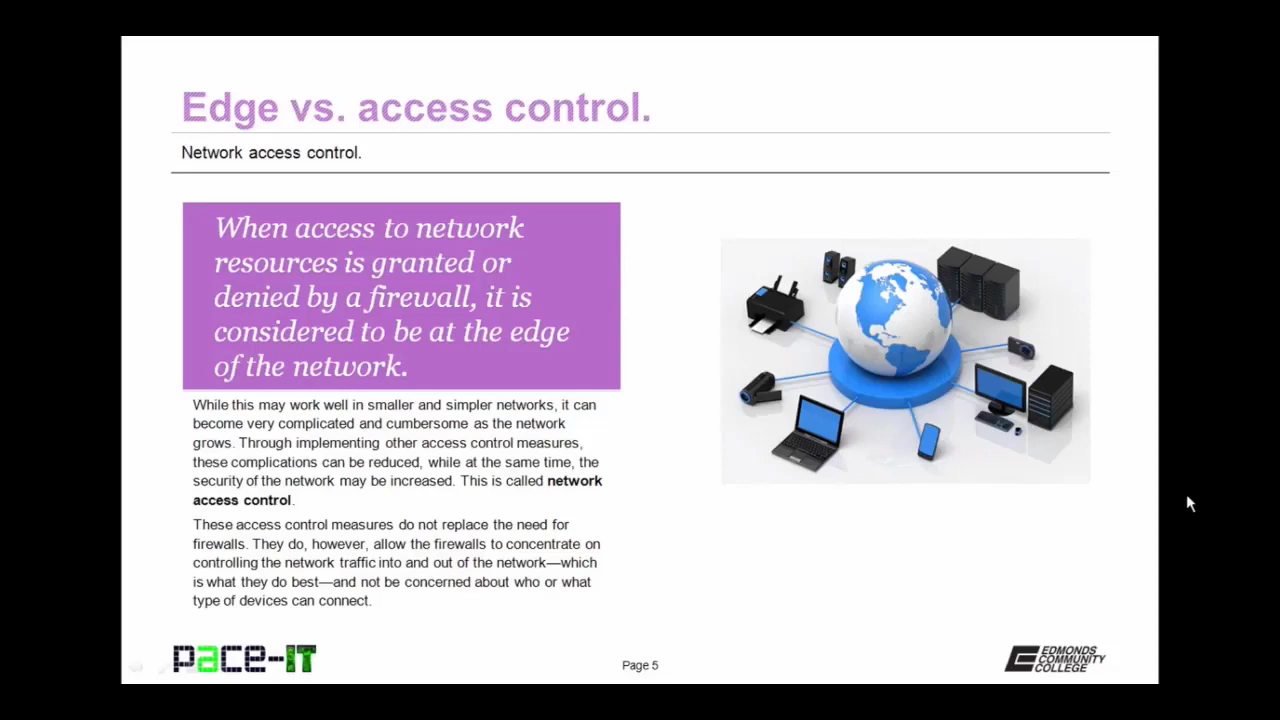 Edge vs. access control.
Network access control.
When access to network
resources is granted or
denied by a firewall, it is
considered to be at the edge
of the network.
While this may work well in smaller and simpler networks, it can
become very complicated and cumbersome as the network
grows. Through implementing other access control measures,
these complications can be reduced, while at the same time, the
security of the network may be increased. This is called network
access control.
These access control measures do not replace the need for
firewalls. They do, however, allow the firewalls to concentrate on
controlling the network traffic into and out of the network—which
is what they do best—and not be concerned about who or what
type of devices can connect.
pace-IT
Page 5
EDMONDS
COMMUNITY
COLLEGE